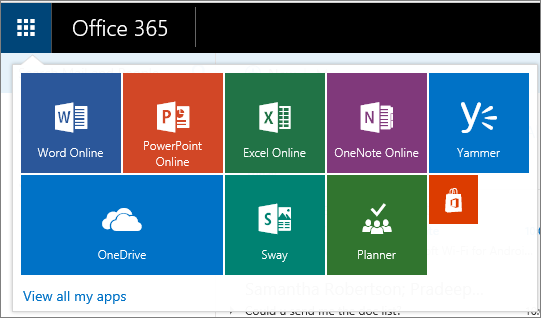 Office 365
Word Online
PowerPoint
Online
Excel Online
OneNote Online
Yammer
OneDrive
Sway
Planner
View all my apps
Samantha Robertson: Pradeep...
Could u send me the doc list?